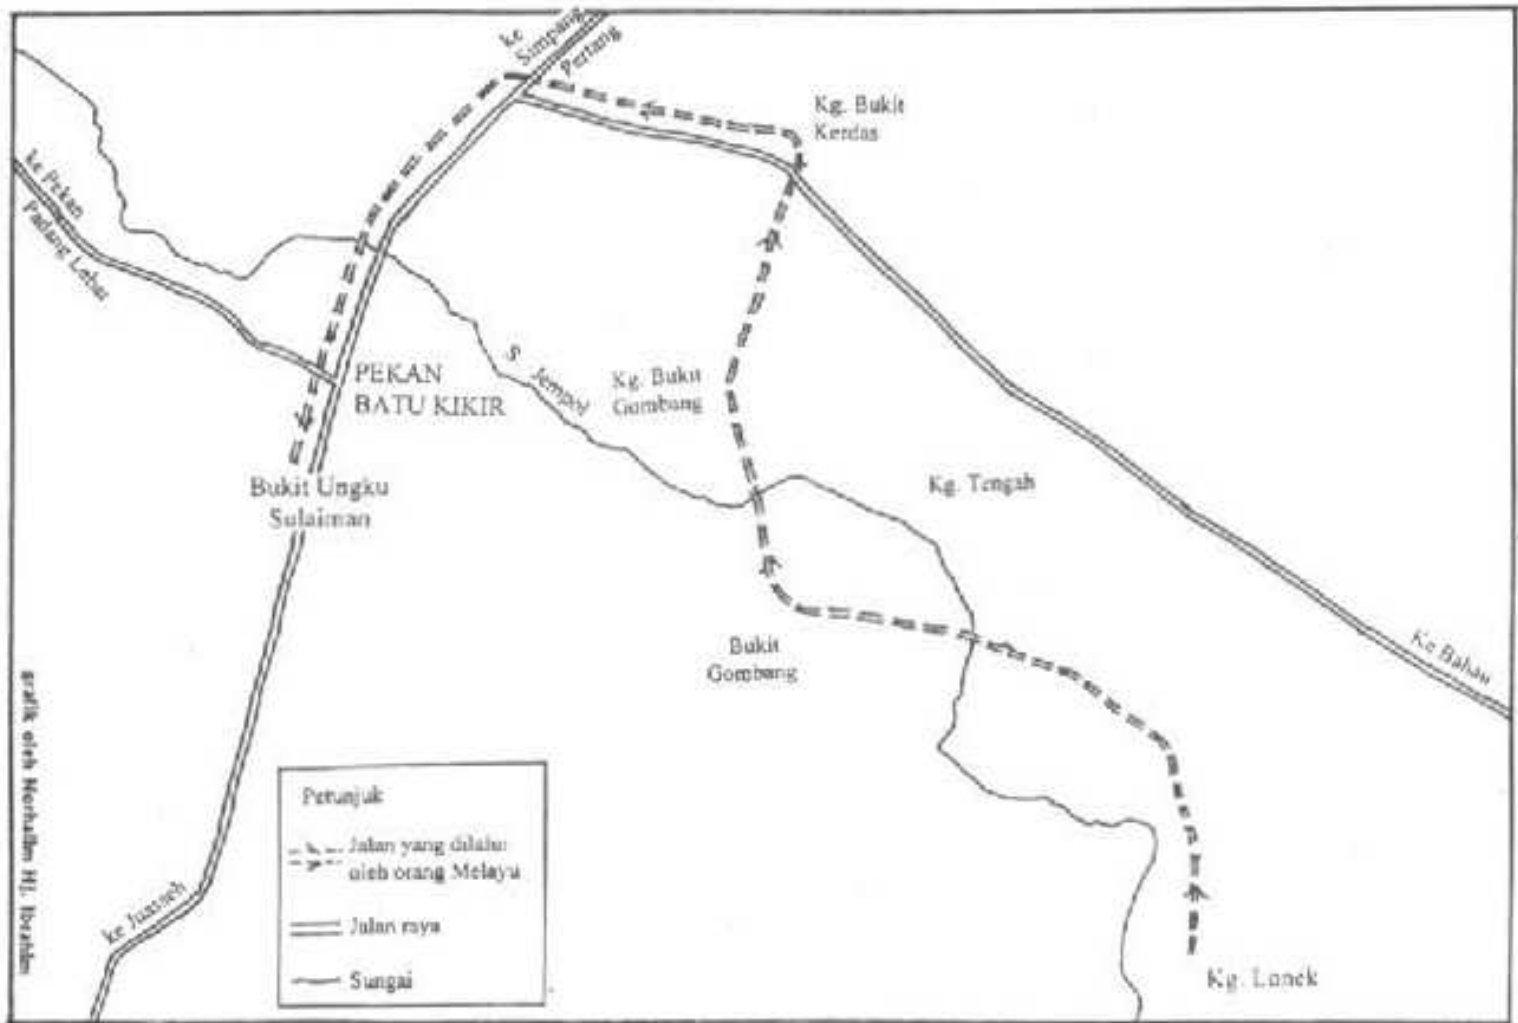 ke
Simpang
Pertang
Kg. Bukit
Kerdas
ke Pekan
Padang Lebar
PEKAN
BATU KIKIR
S. Jempol
Kg. Bukit
Gombang
Kg. Tengah
Bukit Ungku
Sulaiman
Bukit
Gombang
Ke Bahau
ke Juasseh
Kg. Lonek
Petunjuk
Jalan yang dilalui
oleh orang Melayu
Jalan raya
Sungai
grafik oleh Norhalim Hj. Ibrahim